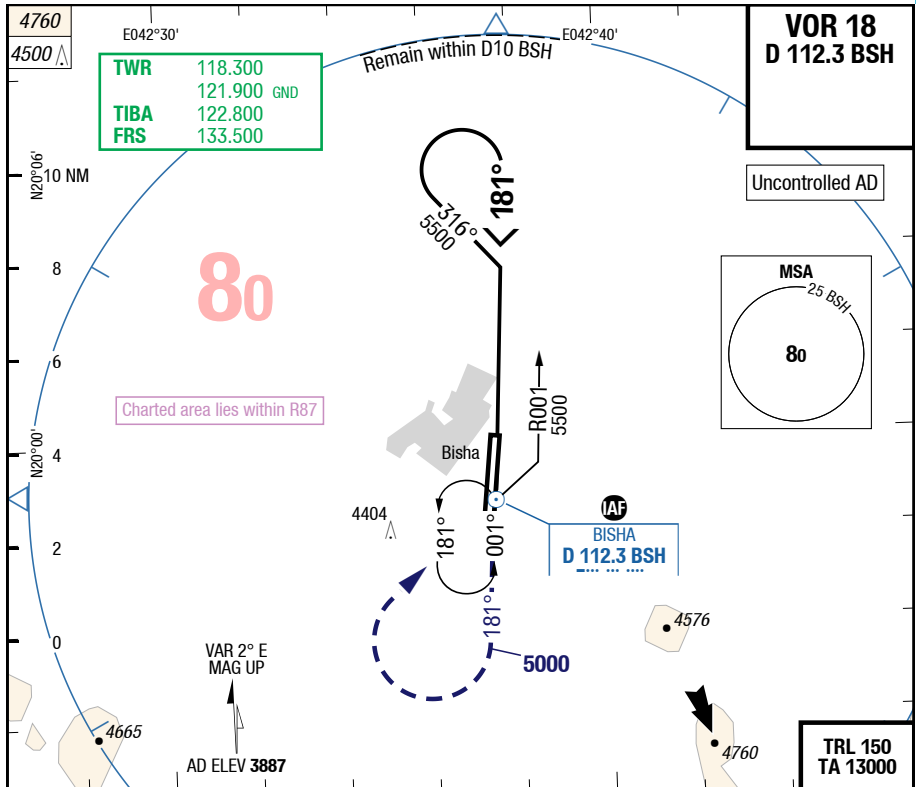 4760
4500
E042°30'
E042°40'
VOR 18
D 112.3 BSH
Remain within D10 BSH
TWR 118.300
121.900 GND
TIBA 122.800
FRS 133.500
N20°06'
10 NM
181°
Uncontrolled AD
316°
5500
8
80
MSA
25 BSH
80
6
R001
5500
Charted area lies within R87
N20°00'
4
Bisha
IAF
4404
BISHA
D 112.3 BSH
181°
001°
2
181°
4576
0
5000
VAR 2° E
MAG UP
4665
4760
AD ELEV 3887
TRL 150
TA 13000